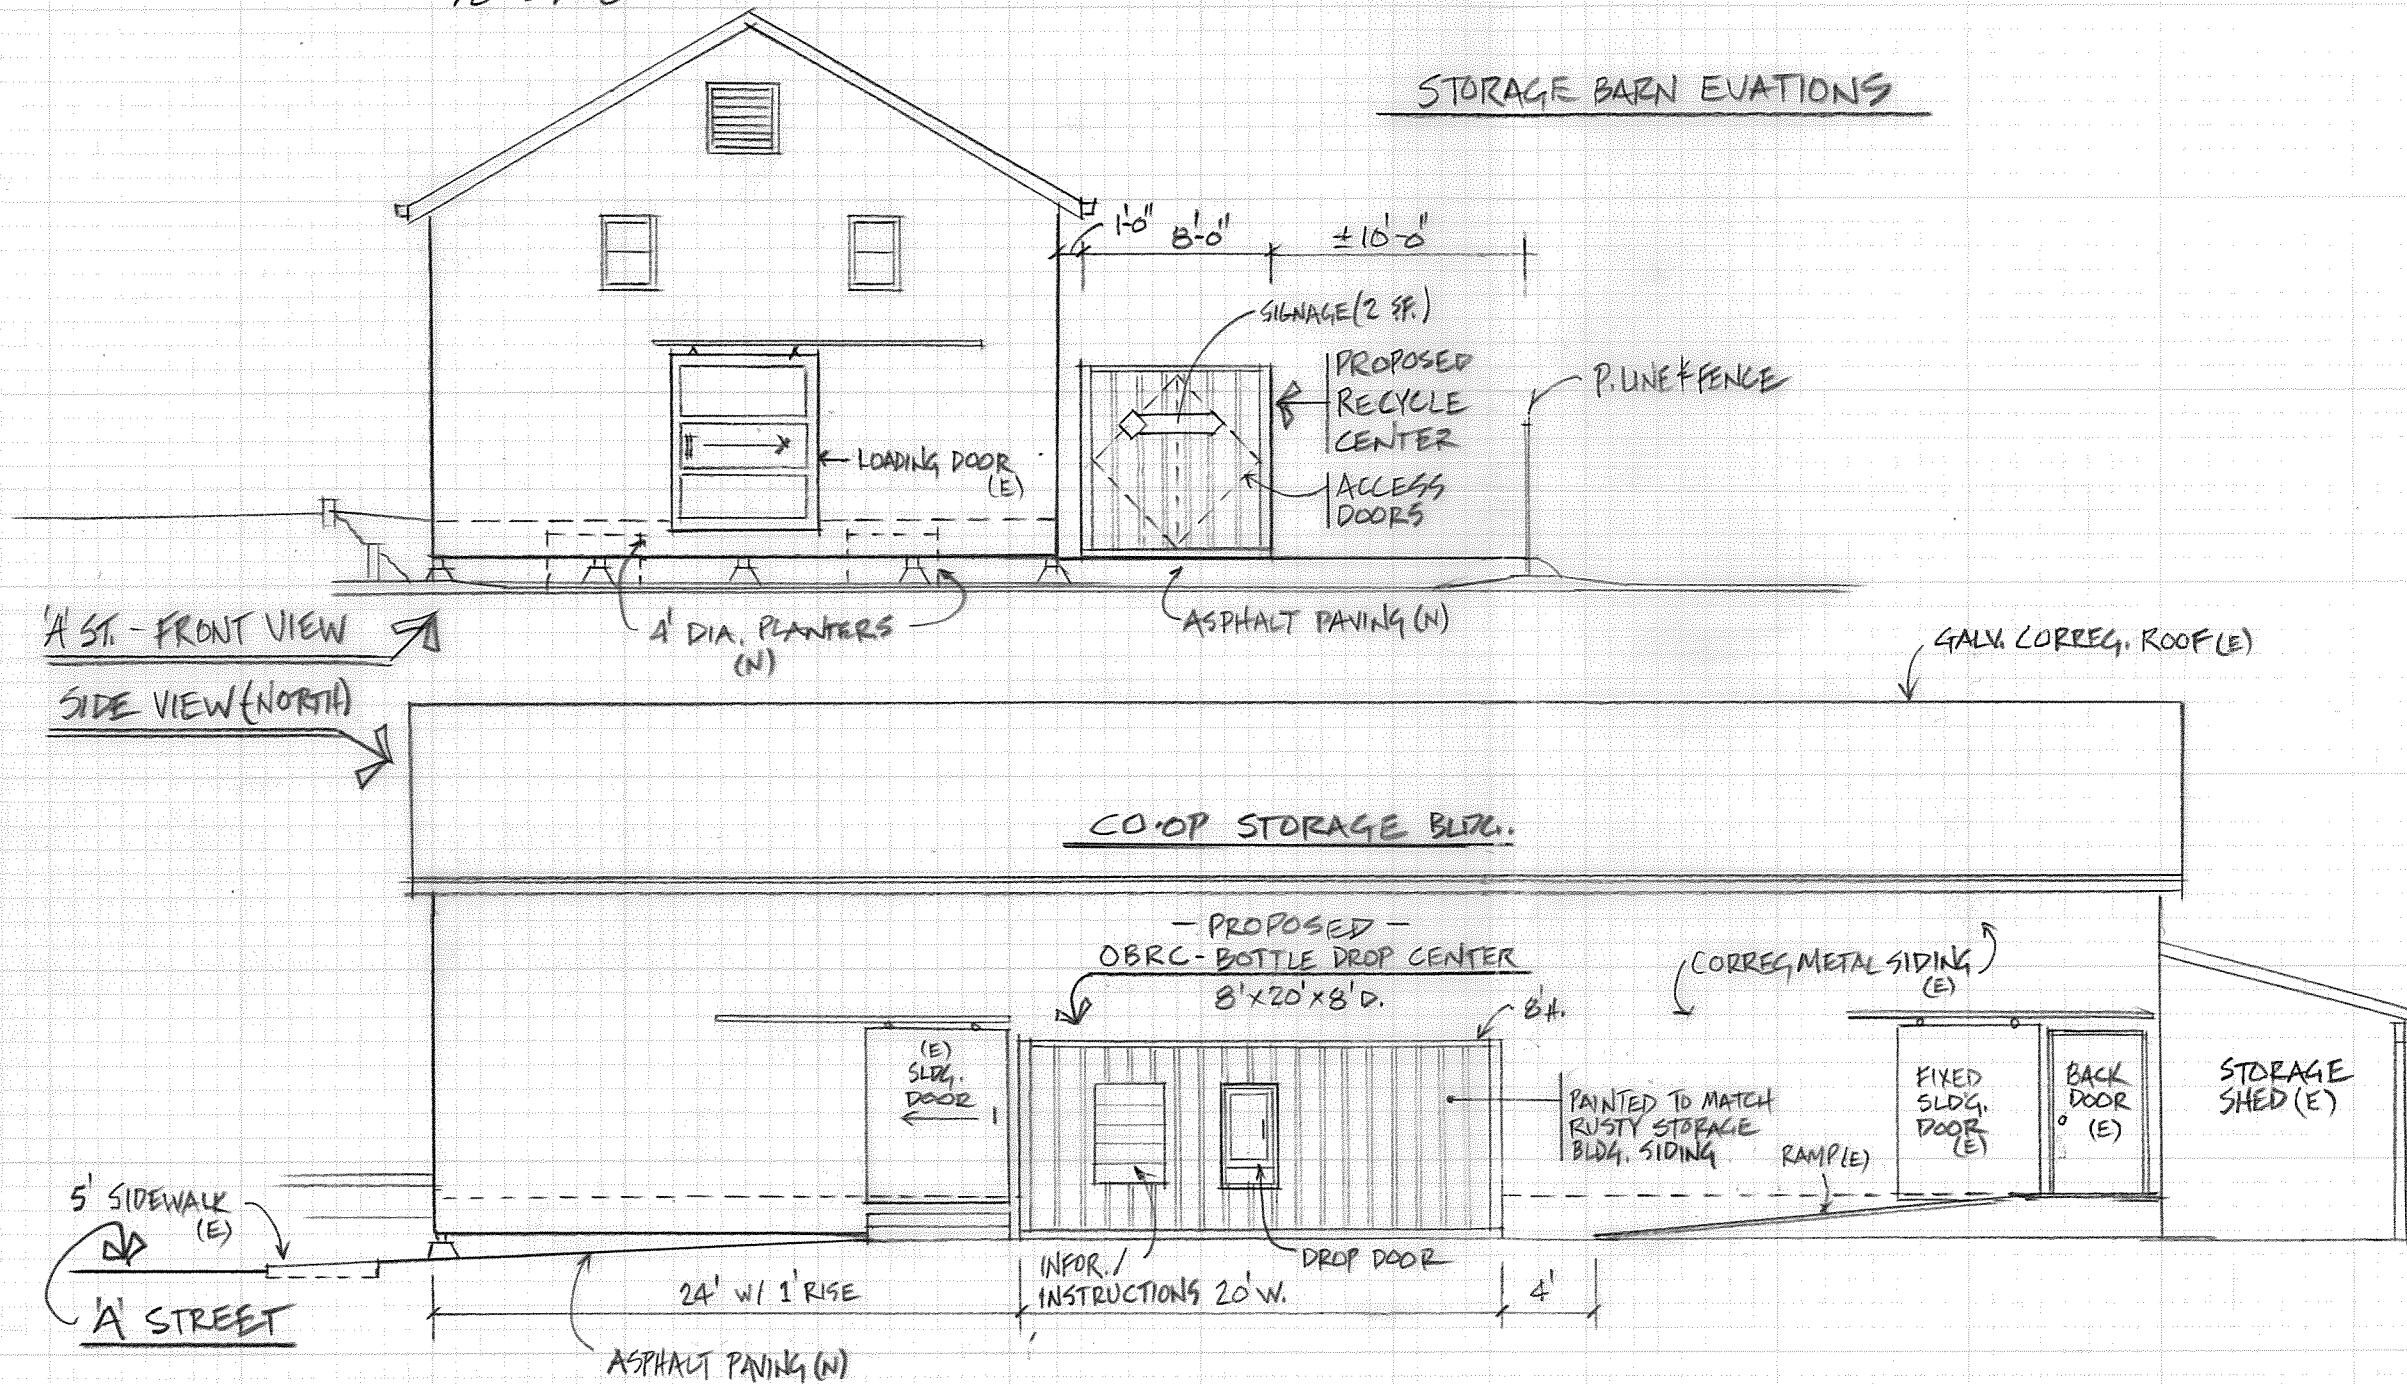 STORAGE BARN EVATIONS
1'-0"
8'-0"
±10'-0"
SIGNAGE (2 SF.)
PROPOSED
RECYCLE
CENTER
ACCESS
DOORS
P. LINE & FENCE
LOADING DOOR
(E)
4' DIA. PLANTERS
(N)
ASPHALT PAVING (N)
'A' ST. - FRONT VIEW
SIDE VIEW (NORTH)
GALV. CORREG. ROOF (E)
CO-OP STORAGE BLDG.
- PROPOSED -
OBRC - BOTTLE DROP CENTER
8' x 20' x 8' D.
8' H.
CORREG METAL SIDING
(E)
(E)
SLDG.
DOOR
PAINTED TO MATCH
RUSTY STORAGE
BLDG. SIDING
RAMP (E)
FIXED
SLDG.
DOOR
(E)
BACK
DOOR
(E)
STORAGE
SHED (E)
5' SIDEWALK
(E)
'A' STREET
24' W/ 1' RISE
INFOR. /
INSTRUCTIONS
20' W.
DROP DOOR
4'
ASPHALT PAVING (N)